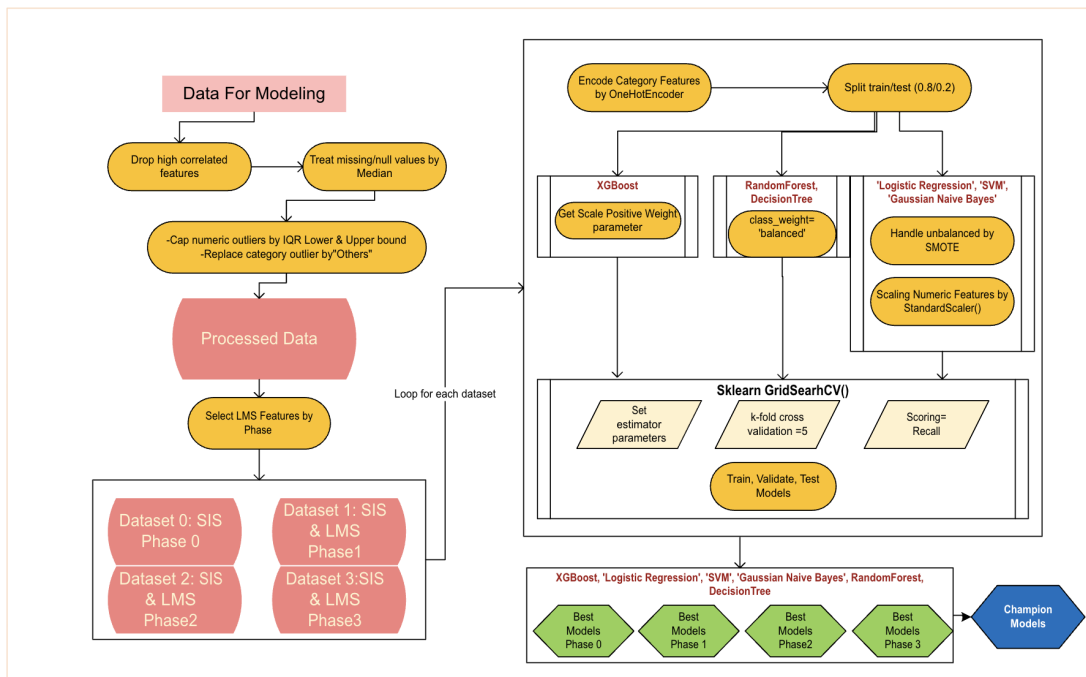 Data For Modeling
Drop high correlated
features
Treat missing/null values by
Median
-Cap numeric outliers by IQR Lower & Upper bound
-Replace category outlier by"Others"
Processed Data
Select LMS Features by
Phase
Dataset 0: SIS
Phase 0
Dataset 1: SIS
& LMS
Phase1
Dataset 2: SIS
& LMS
Phase2
Dataset 3:SIS
& LMS
Phase3
Loop for each dataset
Encode Category Features
by OneHotEncoder
Split train/test (0.8/0.2)
XGBoost
Get Scale Positive Weight
parameter
RandomForest,
DecisionTree
class_weight=
'balanced'
'Logistic Regression', 'SVM',
'Gaussian Naive Bayes'
Handle unbalanced by
SMOTE
Scaling Numeric Features by
StandardScaler()
Sklearn GridSearhCV()
Set
estimator
parameters
k-fold cross
validation =5
Scoring=
Recall
Train, Validate, Test
Models
XGBoost, 'Logistic Regression', 'SVM', 'Gaussian Naive Bayes', RandomForest,
DecisionTree
Best
Models
Phase 0
Best
Models
Phase 1
Best
Models
Phase2
Best
Models
Phase 3
Champion
Models